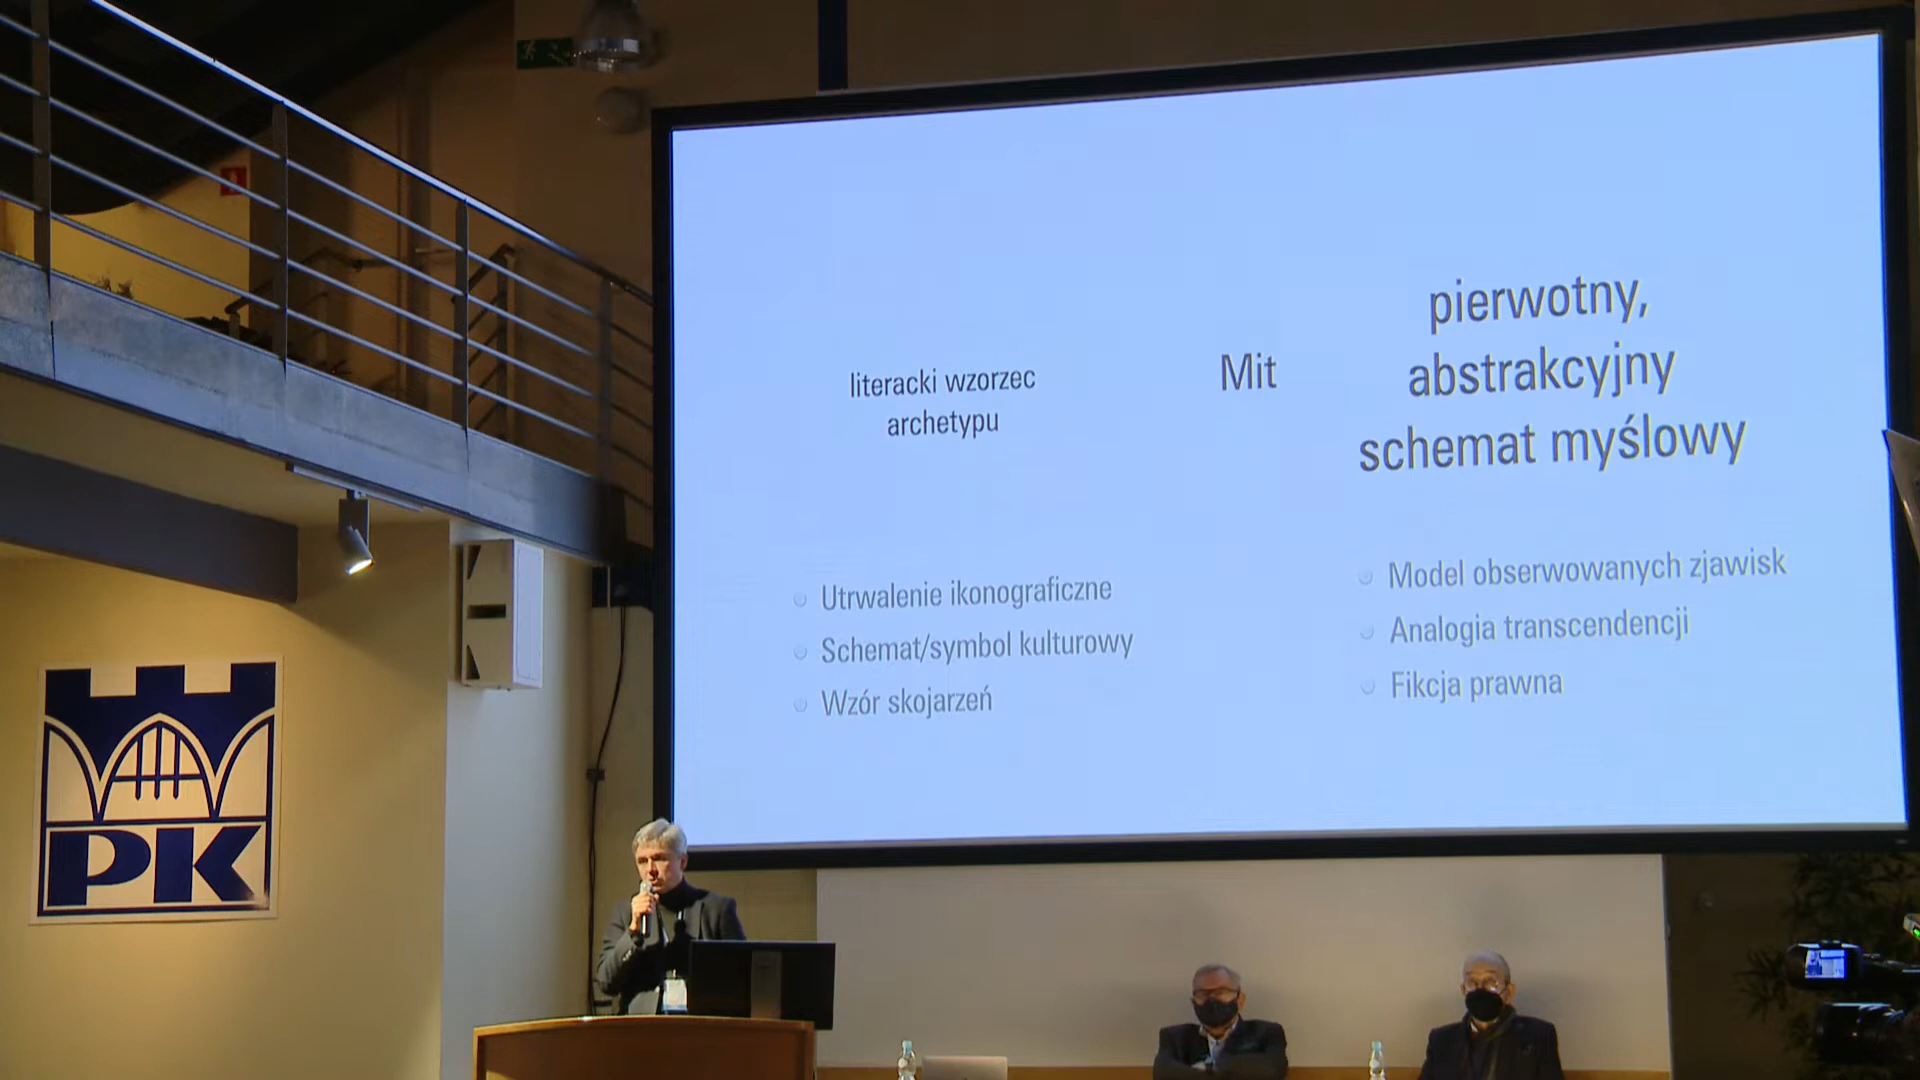 literacki wzorzec
archetypu
Mit
pierwotny,
abstrakcyjny
schemat myślowy
Utrwalenie ikonograficzne
Schemat/symbol kulturowy
Wzór skojarzeń
Model obserwowanych zjawisk
Analogia transcendencji
Fikcja prawna
PK